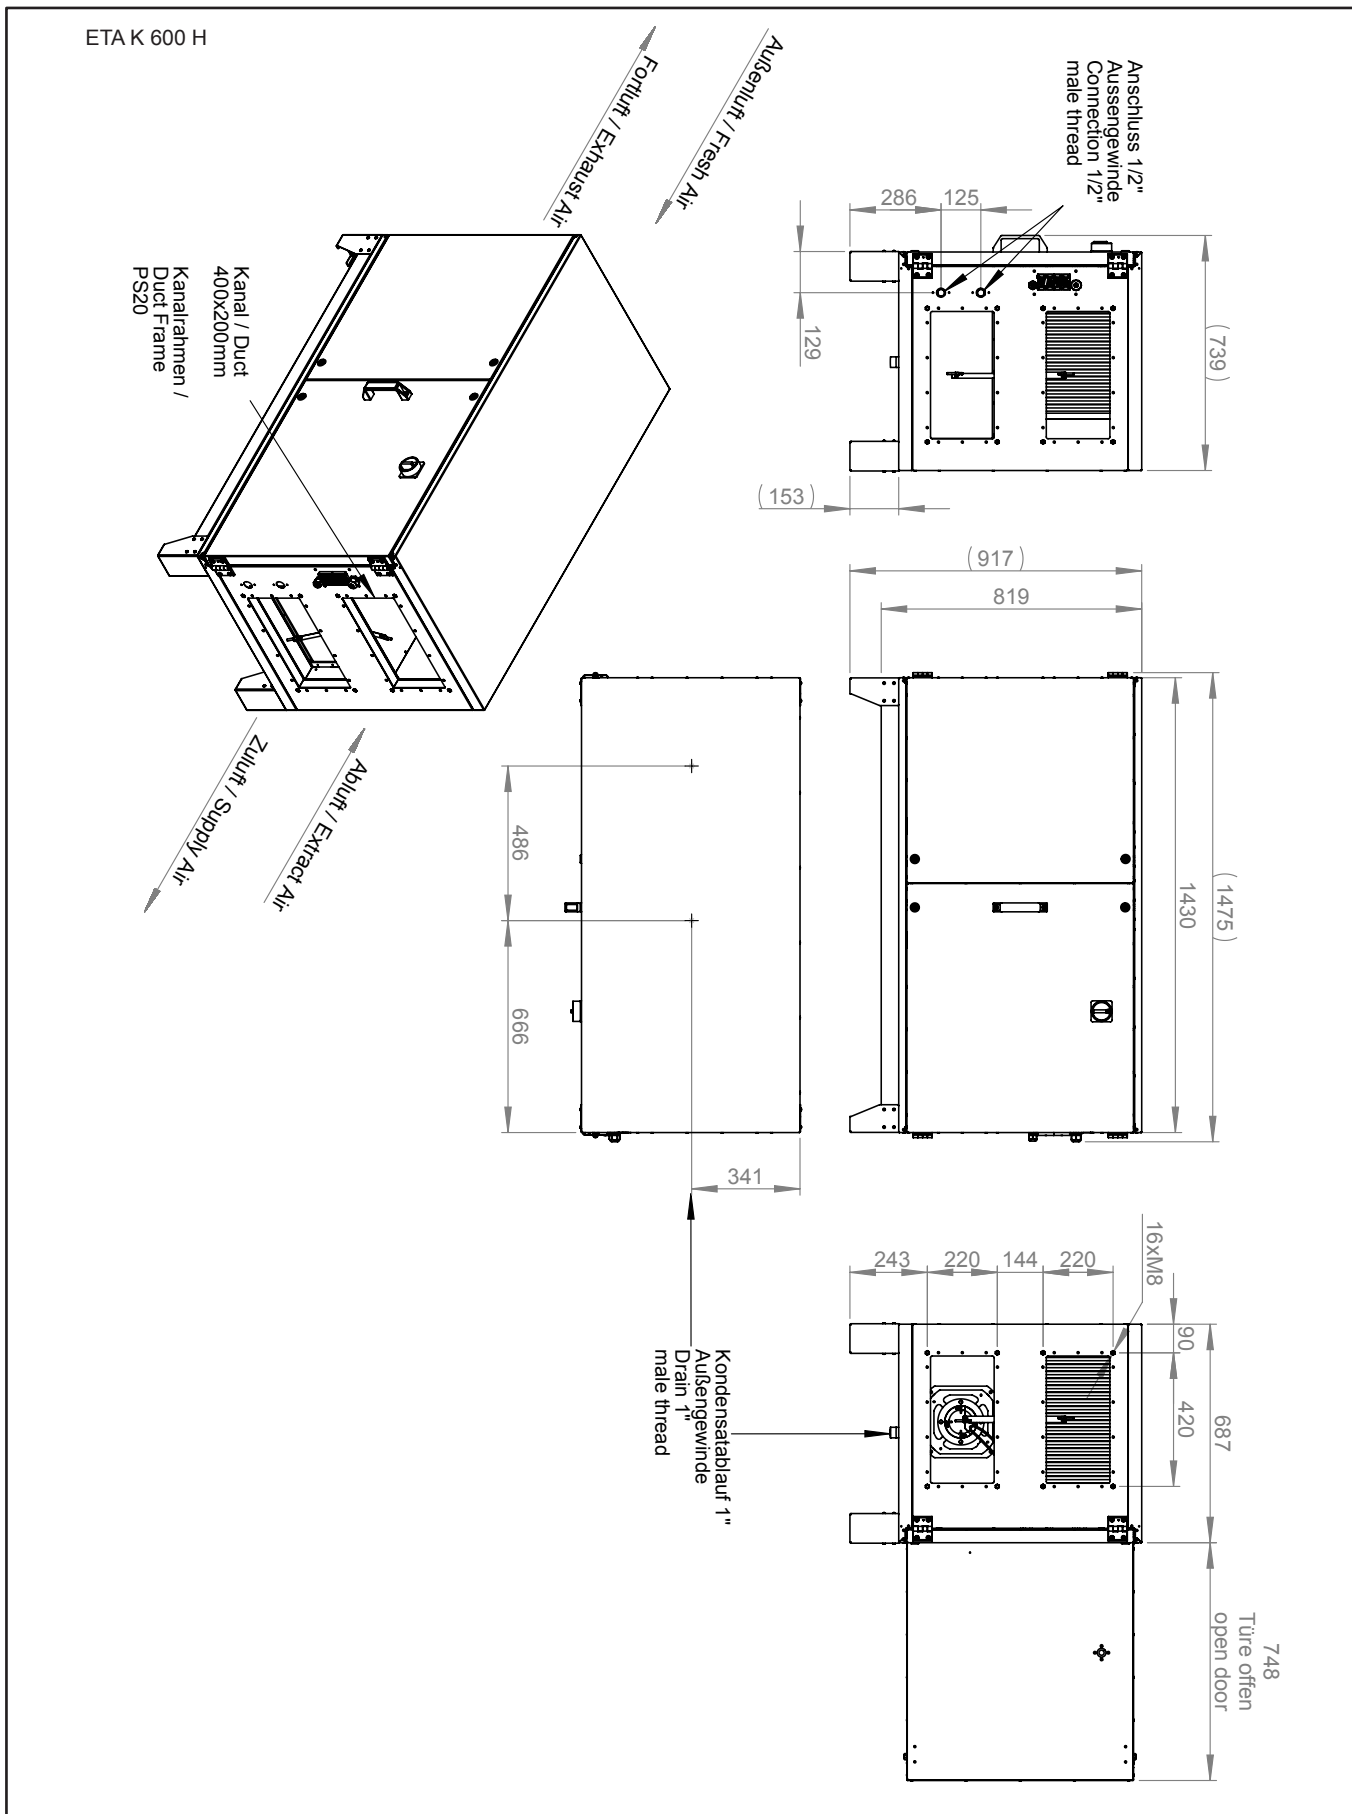 ETA K 600 H
Außenluft / Fresh Air
Fortluft / Exhaust Air
Anschluss 1/2"
Aussengewinde
Connection 1/2"
male thread
286
125
129
(739)
(153)
Kanal / Duct
400x200mm
Kanalrahmen /
Duct Frame
PS20
Zuluft / Supply Air
Abluft / Extract Air
(917)
819
(1475)
1430
486
666
341
Kondensatablauf 1"
Außengewinde
Drain 1"
male thread
16xM8
243
220
144
220
90
420
687
748
Türe offen
open door